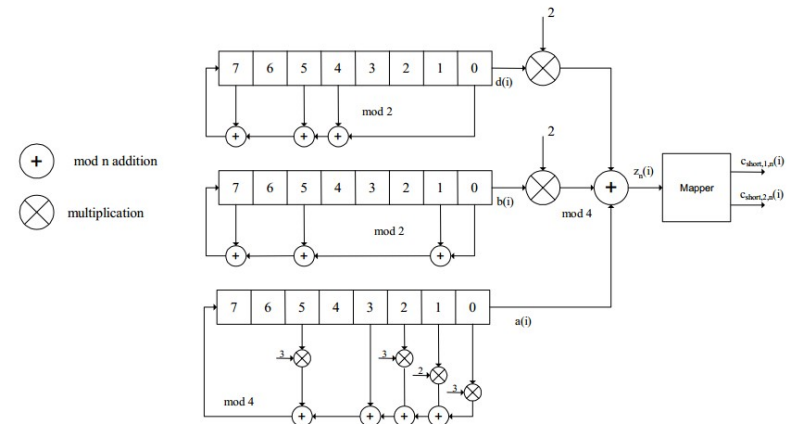 2
7 6 5 4 3 2 1 0
d(i)
mod 2
+ + +
+ mod n addition
multiplication
2
7 6 5 4 3 2 1 0
b(i)
mod 4
+
z_n(i)
Mapper
c_short,1,n(i)
c_short,2,n(i)
mod 2
+ + +
7 6 5 4 3 2 1 0
a(i)
3 3 2 3
mod 4
+ + + +